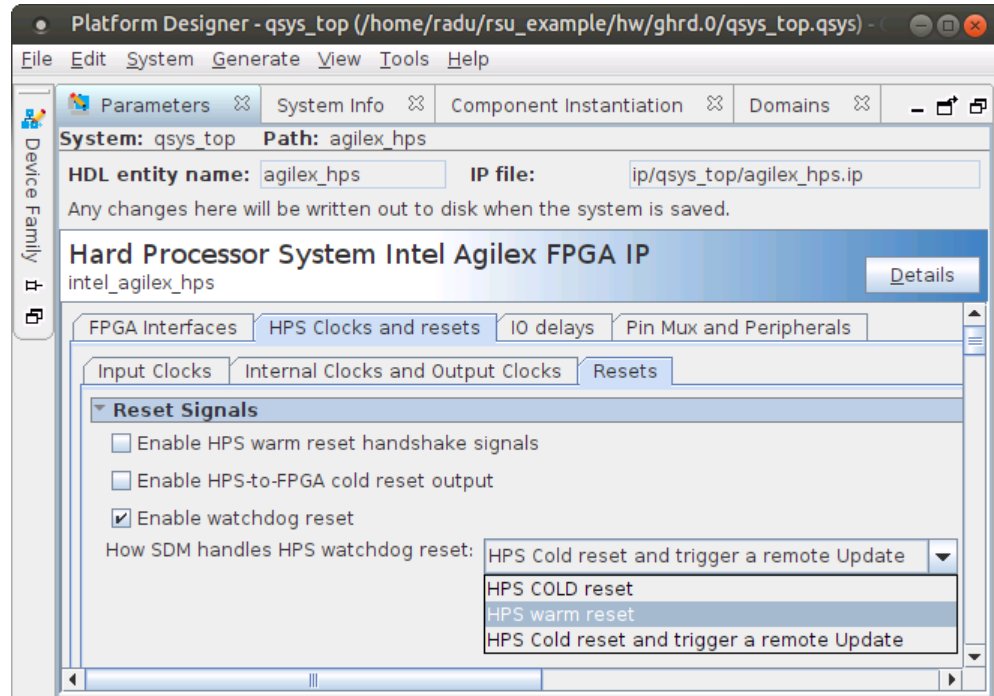 Platform Designer - qsys_top (/home/radu/rsu_example/hw/ghrd.0/qsys_top.qsys) -
File Edit System Generate View Tools Help
Device Family
Parameters System Info Component Instantiation Domains
System: qsys_top Path: agilex_hps
HDL entity name: agilex_hps IP file: ip/qsys_top/agilex_hps.ip
Any changes here will be written out to disk when the system is saved.
Hard Processor System Intel Agilex FPGA IP
intel_agilex_hps
Details
FPGA Interfaces HPS Clocks and resets IO delays Pin Mux and Peripherals
Input Clocks Internal Clocks and Output Clocks Resets
Reset Signals
Enable HPS warm reset handshake signals
Enable HPS-to-FPGA cold reset output
Enable watchdog reset
How SDM handles HPS watchdog reset: HPS Cold reset and trigger a remote Update
HPS COLD reset
HPS warm reset
HPS Cold reset and trigger a remote Update